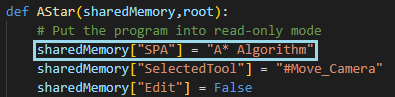 def AStar(sharedMemory,root):
    # Put the program into read-only mode
    sharedMemory["SPA"] = "A* Algorithm"
    sharedMemory["SelectedTool"] = "#Move_Camera"
    sharedMemory["Edit"] = False